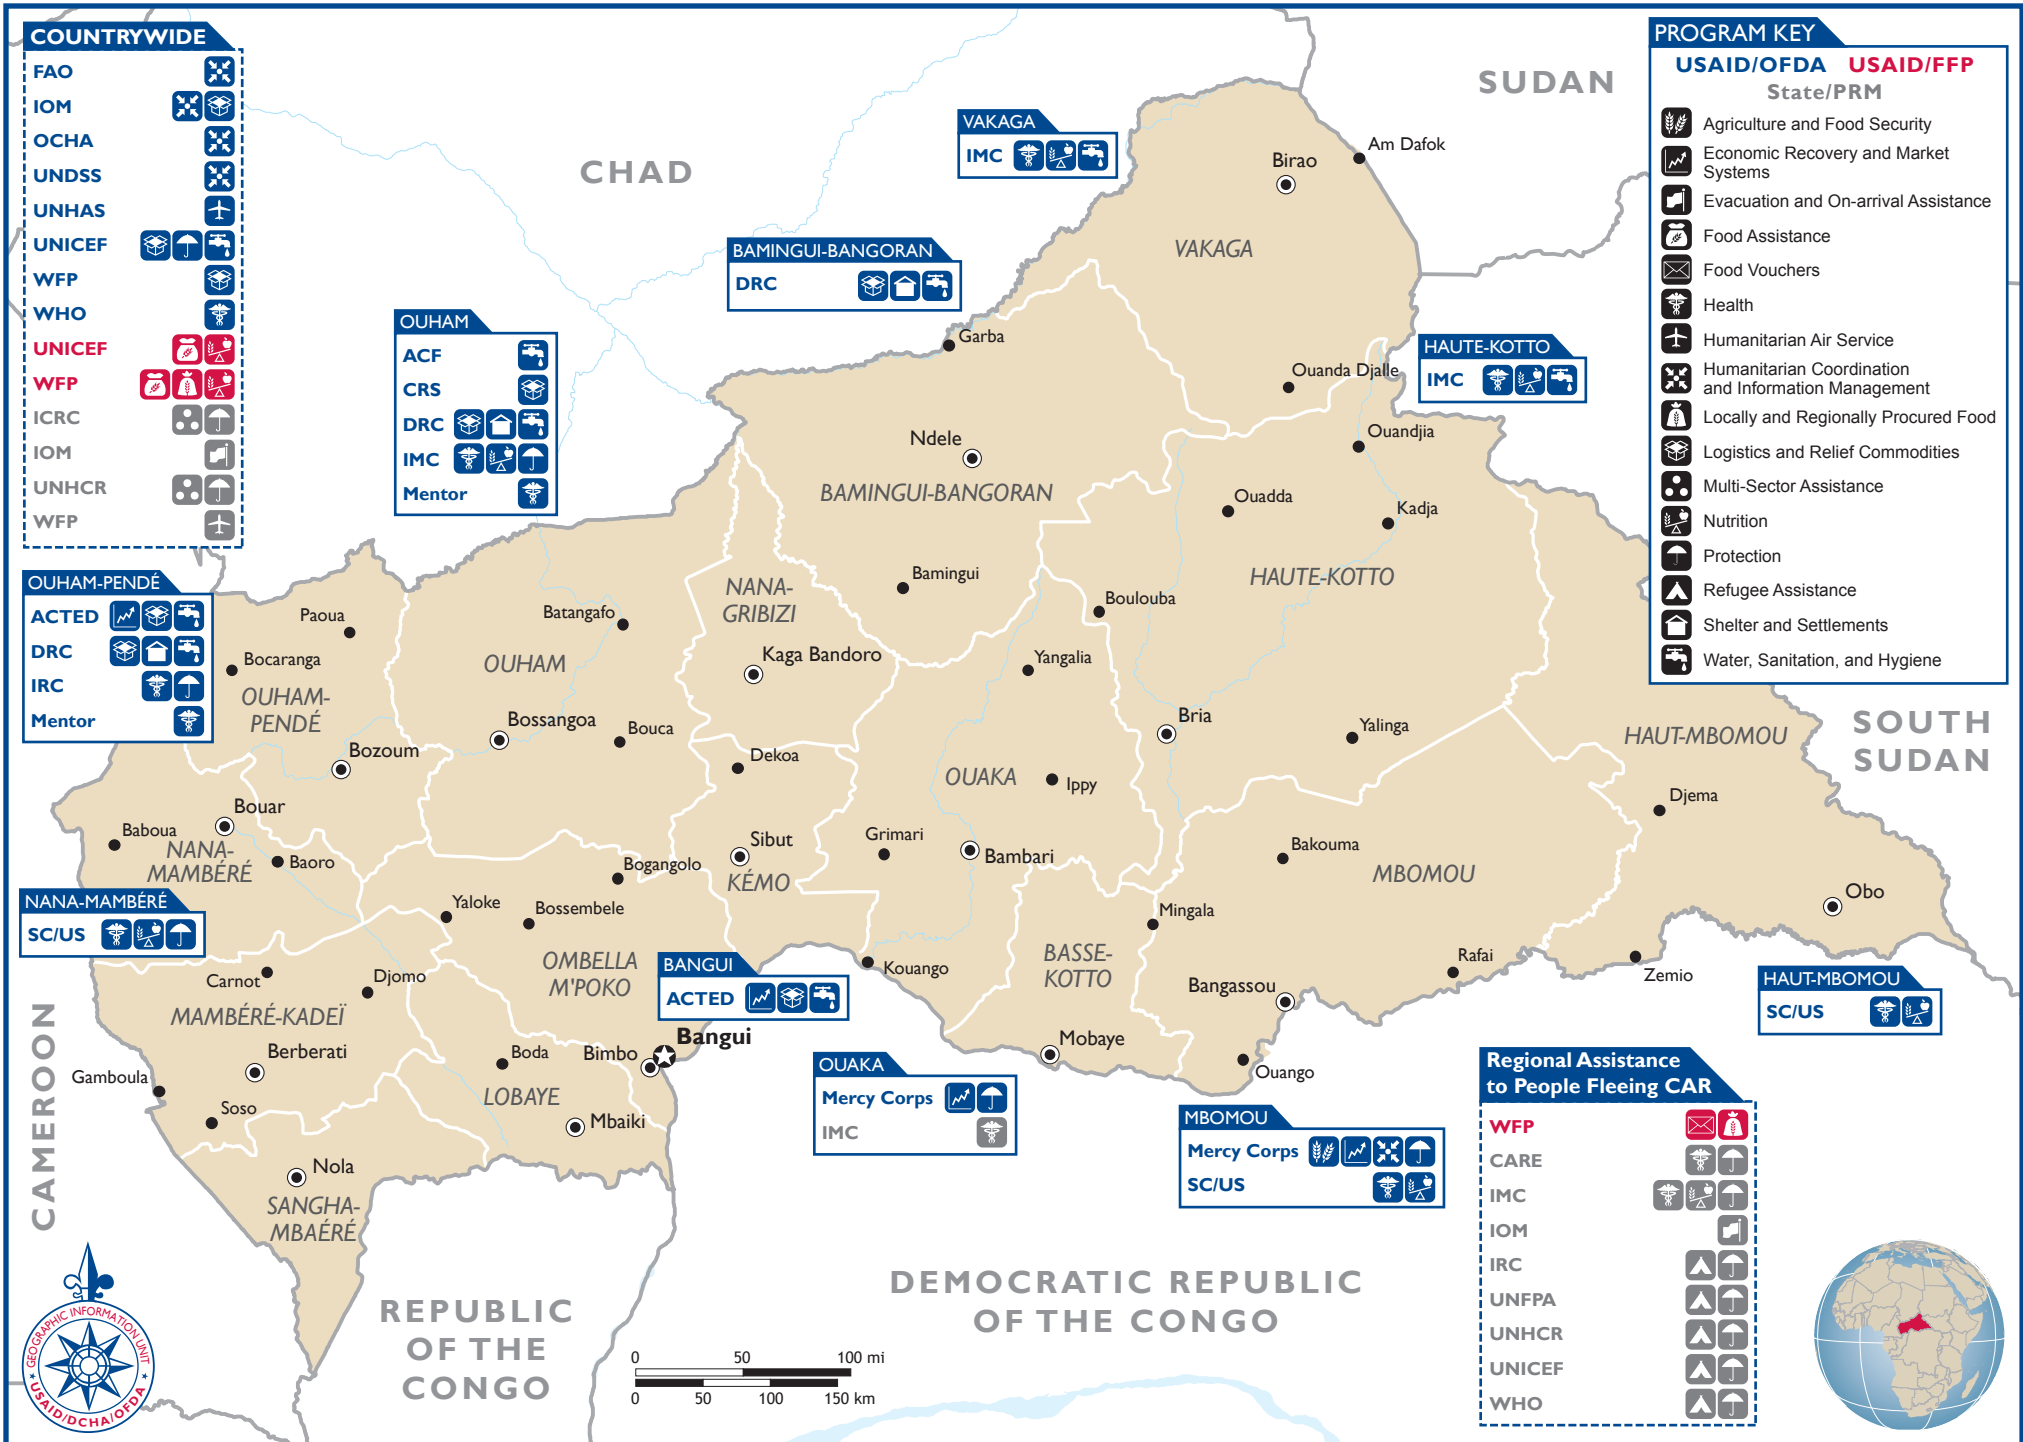 COUNTRYWIDE
FAO
IOM
OCHA
UNDSS
UNHAS
UNICEF
WFP
WHO
UNICEF
WFP
ICRC
IOM
UNHCR
WFP
OUHAM-PENDÉ
ACTED
DRC
IRC
Mentor
NANA-MAMBÉRÉ
SC/US
OUHAM
ACF
CRS
DRC
IMC
Mentor
BAMINGUI-BANGORAN
DRC
VAKAGA
IMC
HAUTE-KOTTO
IMC
BANGUI
ACTED
OUAKA
Mercy Corps
IMC
MBOMOU
Mercy Corps
SC/US
HAUT-MBOMOU
SC/US
PROGRAM KEY
USAID/OFDA USAID/FFP
State/PRM
Agriculture and Food Security
Economic Recovery and Market
Systems
Evacuation and On-arrival Assistance
Food Assistance
Food Vouchers
Health
Humanitarian Air Service
Humanitarian Coordination
and Information Management
Locally and Regionally Procured Food
Logistics and Relief Commodities
Multi-Sector Assistance
Nutrition
Protection
Refugee Assistance
Shelter and Settlements
Water, Sanitation, and Hygiene
Regional Assistance
to People Fleeing CAR
WFP
CARE
IMC
IOM
IRC
UNFPA
UNHCR
UNICEF
WHO
CHAD
SUDAN
SOUTH
SUDAN
CAMEROON
REPUBLIC
OF THE
CONGO
DEMOCRATIC REPUBLIC
OF THE CONGO
VAKAGA
BAMINGUI-BANGORAN
HAUTE-KOTTO
NANA-
GRIBIZI
OUHAM
OUHAM-
PENDÉ
NANA-
MAMBÉRÉ
MAMBÉRÉ-KADEÏ
SANGHA-
MBAÉRÉ
LOBAYE
OMBELLA
M'POKO
KÉMO
OUAKA
BASSE-
KOTTO
MBOMOU
HAUT-MBOMOU
Am Dafok
Birao
Garba
Ouanda Djalle
Ouandjia
Ndele
Ouadda
Kadja
Bamingui
Boulouba
Paoua
Batangafo
Bocaranga
Kaga Bandoro
Yangalia
Bossangoa
Bouca
Bria
Yalinga
Bozoum
Dekoa
Ippy
Djema
Bouar
Baboua
Baoro
Sibut
Grimari
Bambari
Bakouma
Bogangolo
Obo
Yaloke
Bossembele
Mingala
Carnot
Djomo
Kouango
Rafai
Zemio
Bangassou
Bangui
Bimbo
Boda
Mobaye
Ouango
Berberati
Gamboula
Soso
Mbaiki
Nola
0 50 100 mi
0 50 100 150 km
GEOGRAPHIC INFORMATION UNIT
USAID/DCHA/OFDA